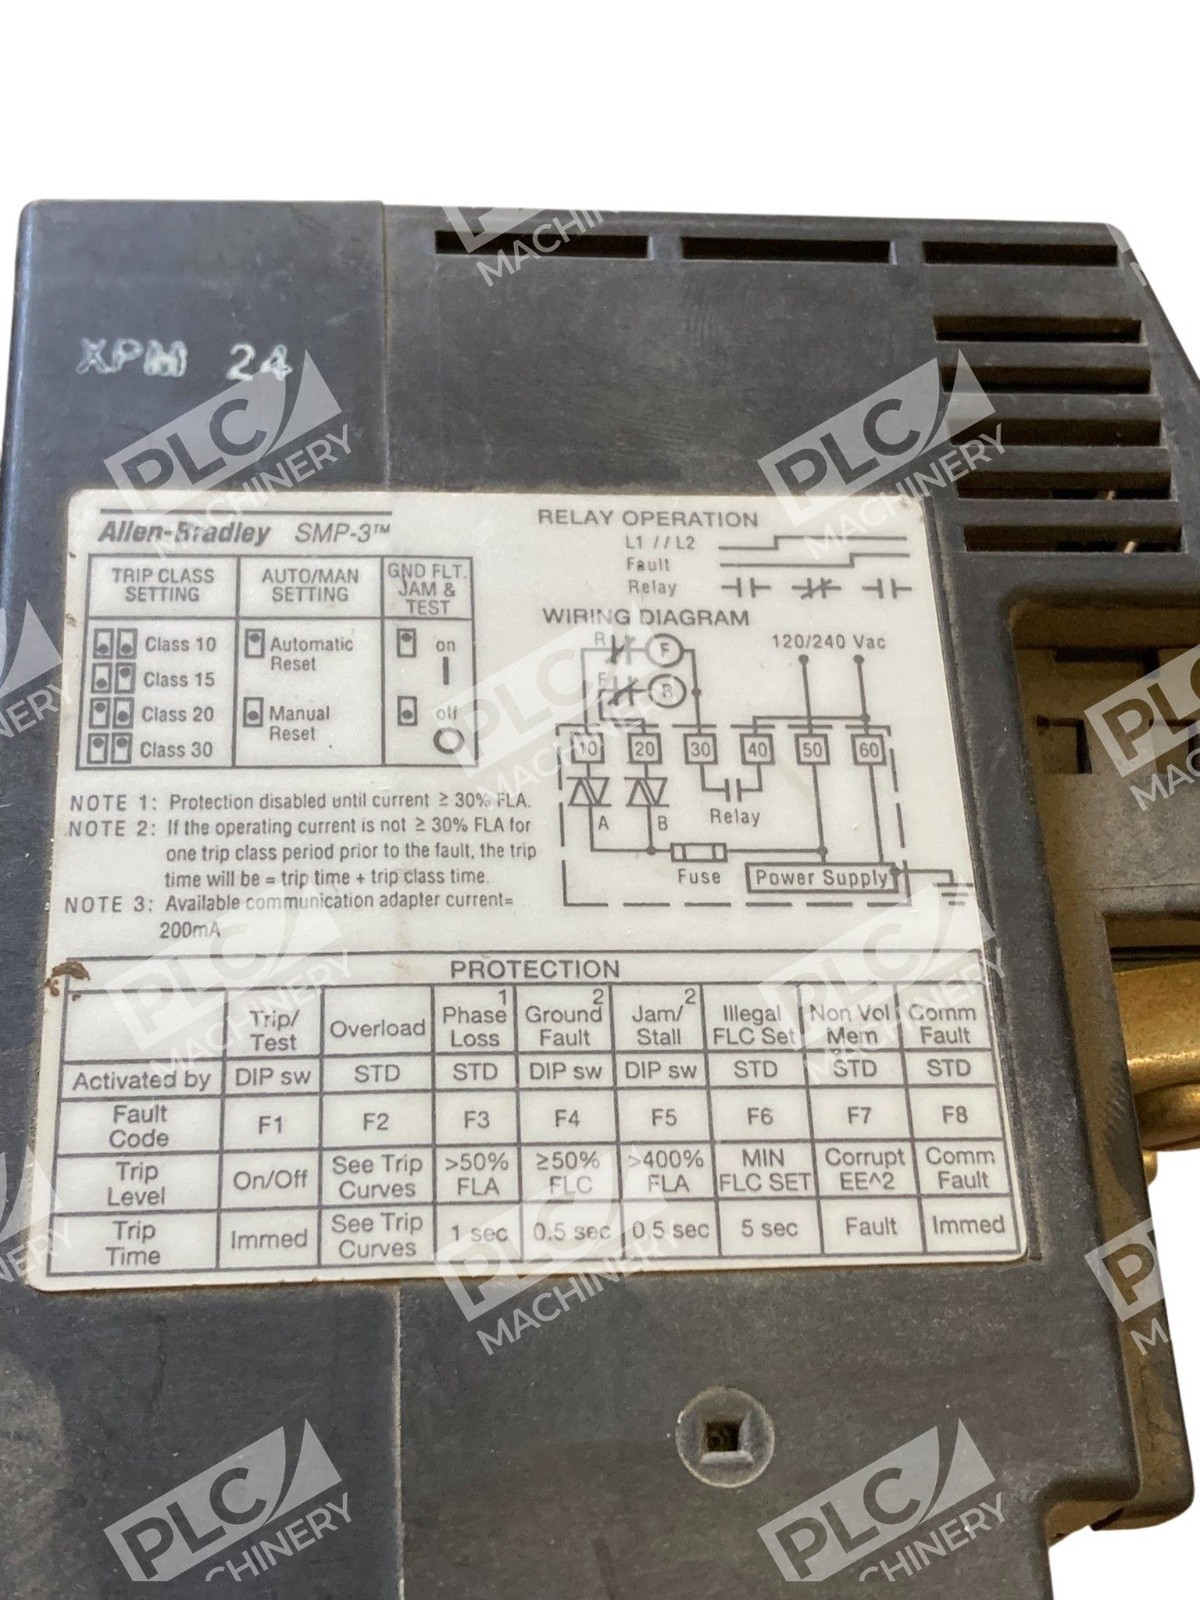 XPM 24
Allen-Bradley SMP-3™
TRIP CLASS SETTING
AUTO/MAN SETTING
GND FLT. JAM & TEST
Class 10
Class 15
Class 20
Class 30
Automatic Reset
Manual Reset
on
off
RELAY OPERATION
L1 // L2
Fault
Relay
WIRING DIAGRAM
120/240 Vac
R F
F R
10 20 30 40 50 60
A B Relay
Fuse Power Supply
NOTE 1: Protection disabled until current ≥ 30% FLA.
NOTE 2: If the operating current is not ≥ 30% FLA for
one trip class period prior to the fault, the trip
time will be = trip time + trip class time.
NOTE 3: Available communication adapter current=
200mA
PROTECTION
Trip/Test Overload Phase Loss 1 Ground Fault 2 Jam/Stall 2 Illegal FLC Set Non Vol Mem Comm Fault
Activated by DIP sw STD STD DIP sw DIP sw STD STD STD
Fault Code F1 F2 F3 F4 F5 F6 F7 F8
Trip Level On/Off See Trip Curves >50% FLA ≥50% FLC >400% FLA MIN FLC SET Corrupt EE^2 Comm Fault
Trip Time Immed See Trip Curves 1 sec 0.5 sec 0.5 sec 5 sec Fault Immed
PLC MACHINERY